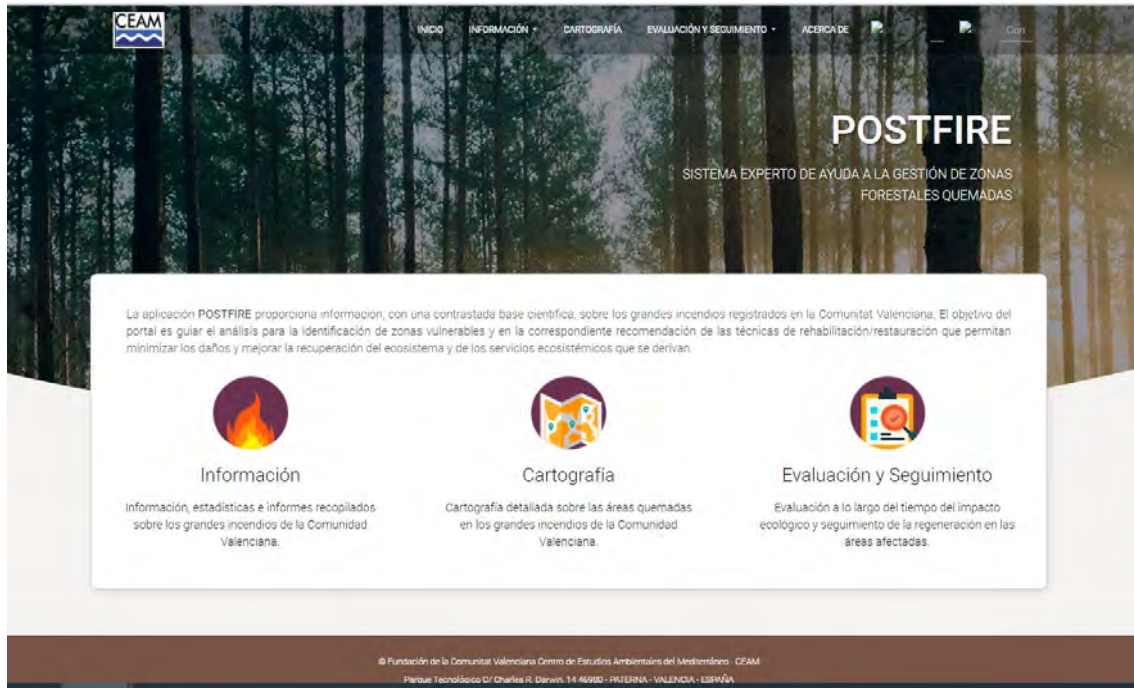 CEAM
INICIO INFORMACIÓN CARTOGRAFÍA EVALUACIÓN Y SEGUIMIENTO ACERCA DE Con
POSTFIRE
SISTEMA EXPERTO DE AYUDA A LA GESTIÓN DE ZONAS
FORESTALES QUEMADAS
La aplicación POSTFIRE proporciona información, con una contrastada base científica, sobre los grandes incendios registrados en la Comunitat Valenciana. El objetivo del
portal es guiar el análisis para la identificación de zonas vulnerables y en la correspondiente recomendación de las técnicas de rehabilitación/restauración que permitan
minimizar los daños y mejorar la recuperación del ecosistema y de los servicios ecosistémicos que se derivan.
Información
Información, estadísticas e informes recopilados
sobre los grandes incendios de la Comunidad
Valenciana.
Cartografía
Cartografía detallada sobre las áreas quemadas
en los grandes incendios de la Comunidad
Valenciana.
Evaluación y Seguimiento
Evaluación a lo largo del tiempo del impacto
ecológico y seguimiento de la regeneración en las
áreas afectadas.
© Fundación de la Comunitat Valenciana Centro de Estudios Ambientales del Mediterráneo - CEAM
Parque Tecnológico C/ Charles R. Darwin, 14 46980 - PATERNA - VALENCIA - ESPAÑA